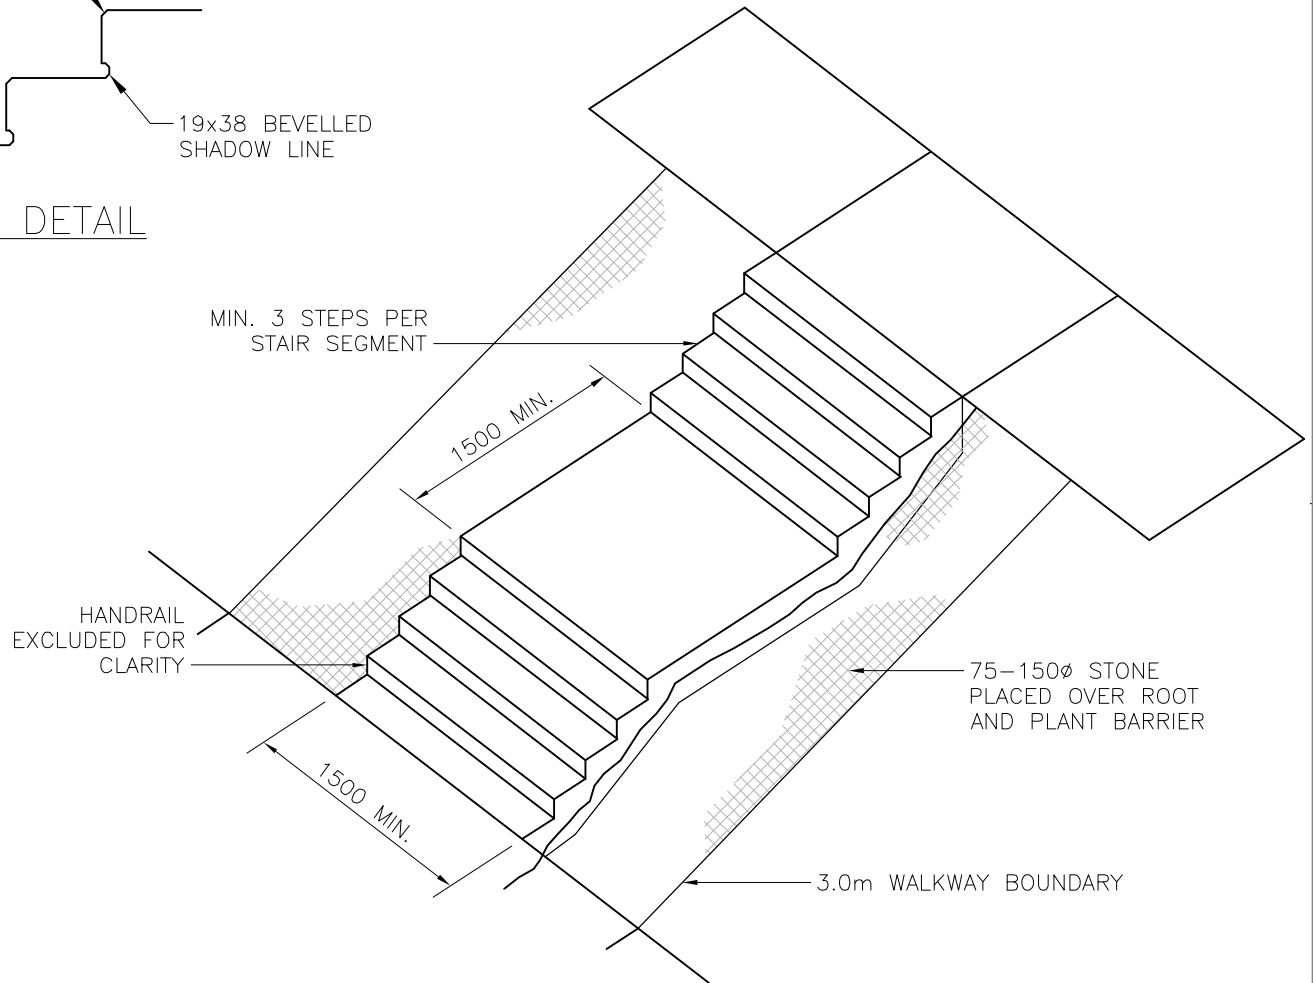 19x38 BEVELLED
SHADOW LINE
DETAIL
MIN. 3 STEPS PER
STAIR SEGMENT
1500 MIN.
HANDRAIL
EXCLUDED FOR
CLARITY
75-150ø STONE
PLACED OVER ROOT
AND PLANT BARRIER
1500 MIN.
3.0m WALKWAY BOUNDARY